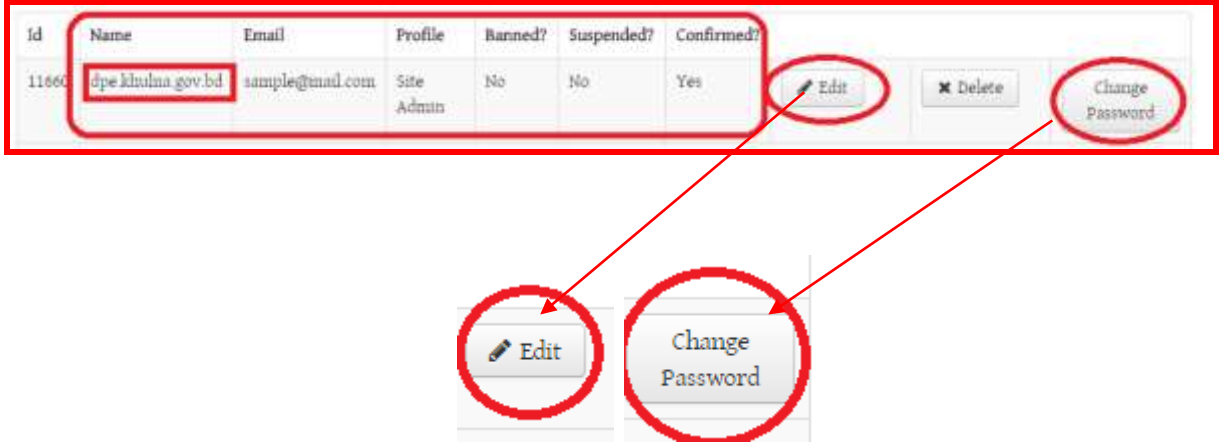 Id Name Email Profile Banned? Suspended? Confirmed?
11660 dpe.khulna.gov.bd sample@mail.com Site Admin No No Yes Edit Delete Change Password
Edit
Change
Password